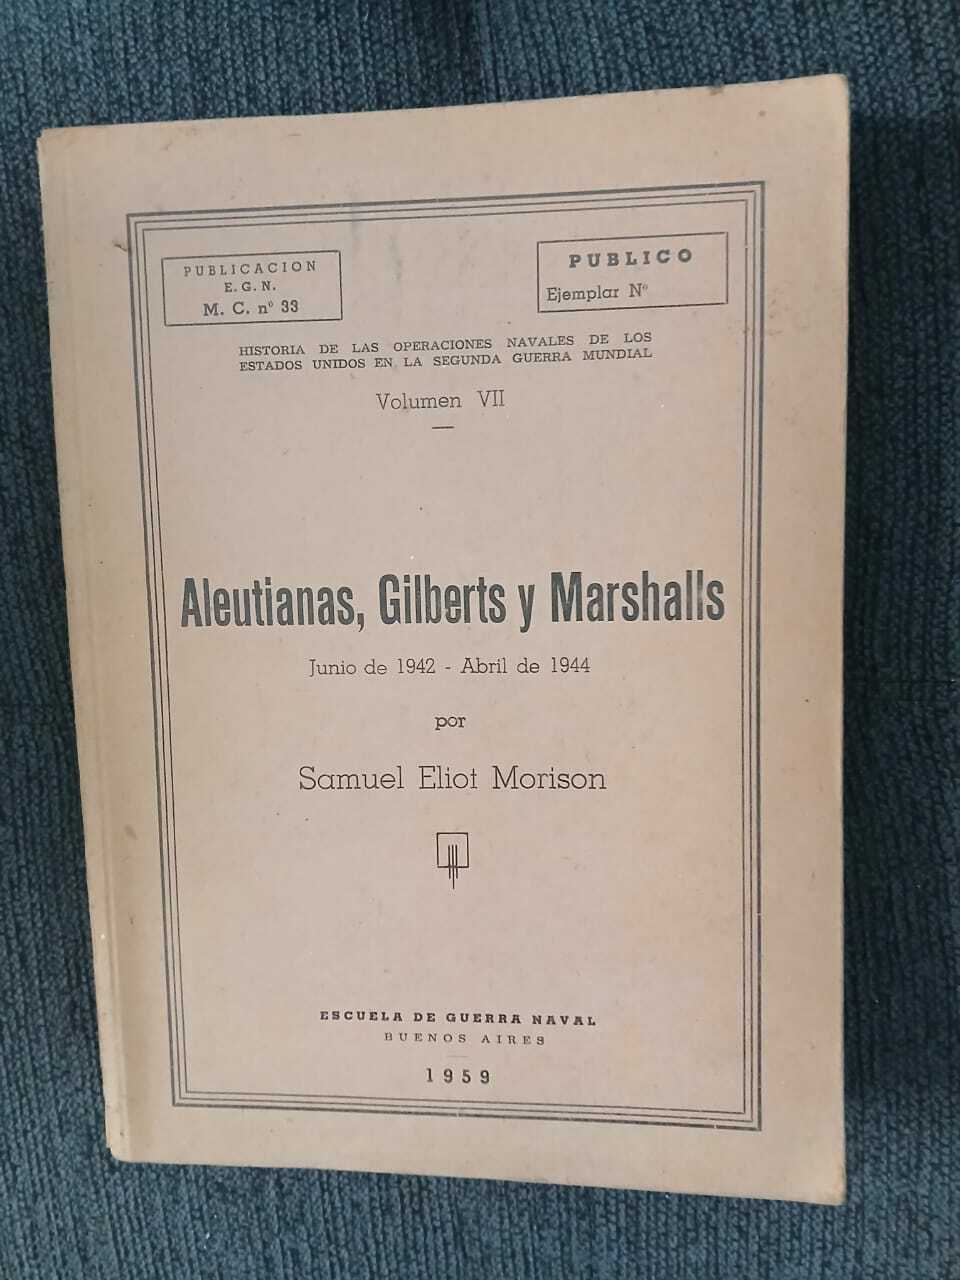 PUBLICACION
E. G. N.
M. C. nº 33
PUBLICO
Ejemplar Nº
HISTORIA DE LAS OPERACIONES NAVALES DE LOS
ESTADOS UNIDOS EN LA SEGUNDA GUERRA MUNDIAL
Volumen VII
Aleutianas, Gilberts y Marshalls
Junio de 1942 - Abril de 1944
por
Samuel Eliot Morison
ESCUELA DE GUERRA NAVAL
BUENOS AIRES
1959